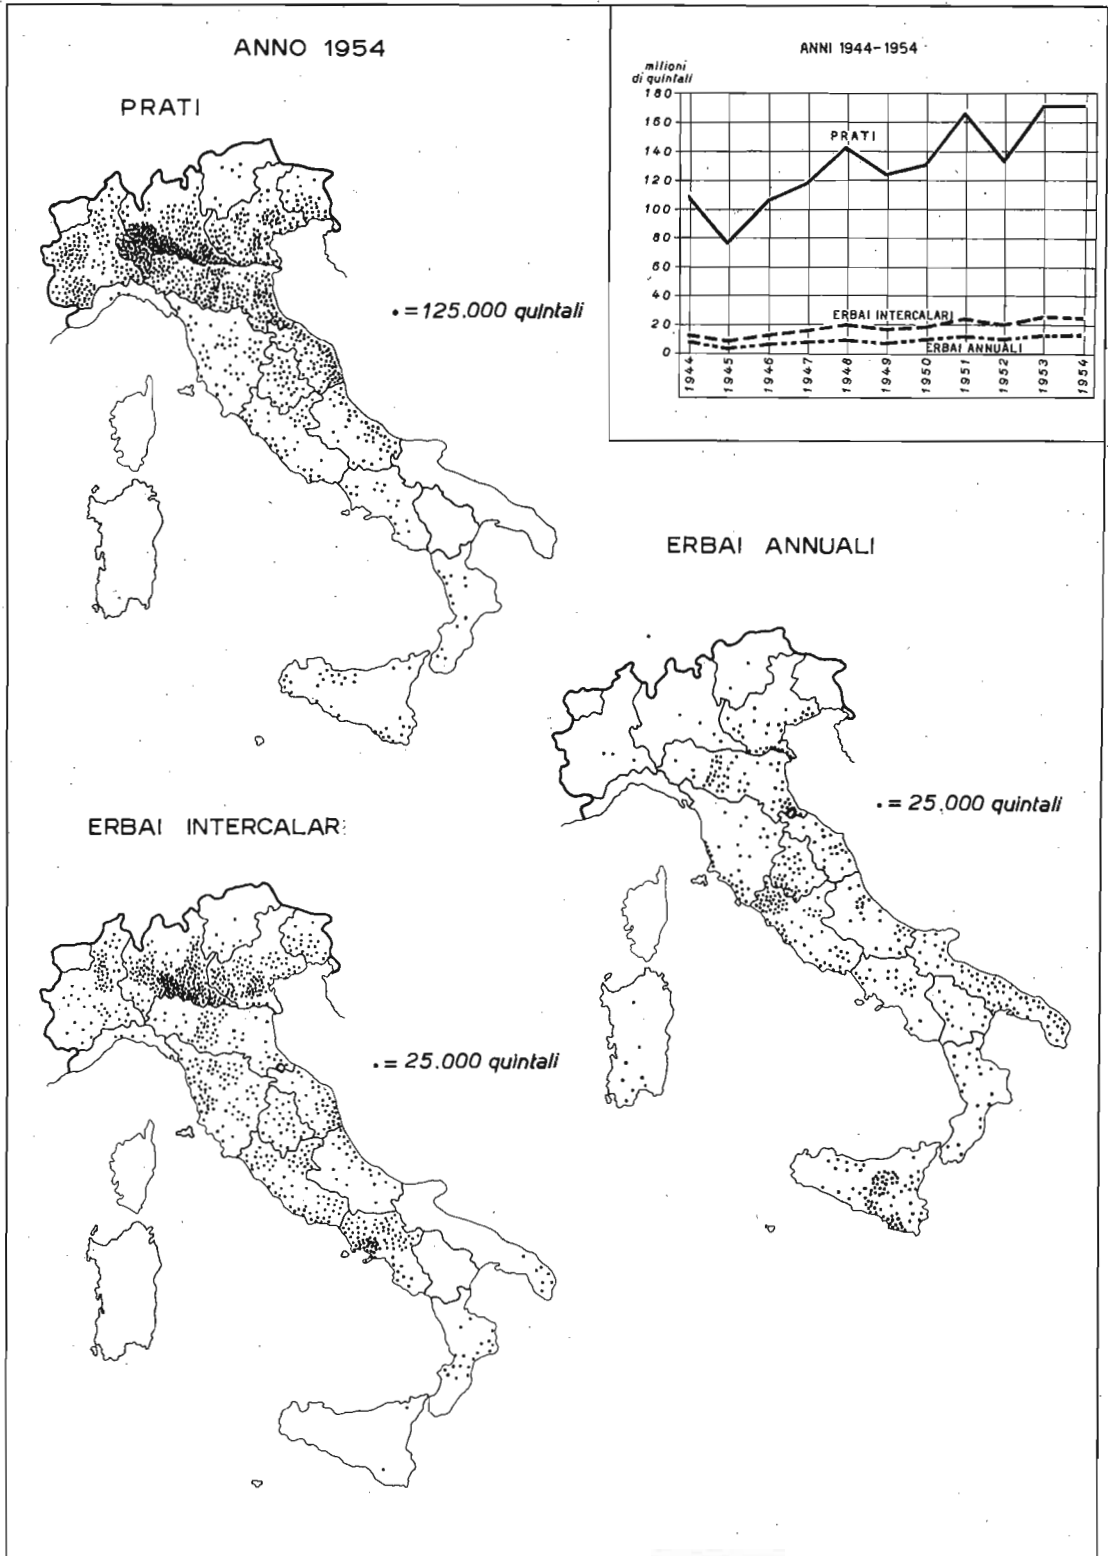 ANNO 1954
PRATI
• = 125.000 quintali
ANNI 1944-1954
milioni
di quintali
180
160
140
120
100
80
60
40
20
0
PRATI
ERBAI INTERCALARI
ERBAI ANNUALI
1944
1945
1946
1947
1948
1949
1950
1951
1952
1953
1954
ERBAI ANNUALI
• = 25.000 quintali
ERBAI INTERCALARI
• = 25.000 quintali